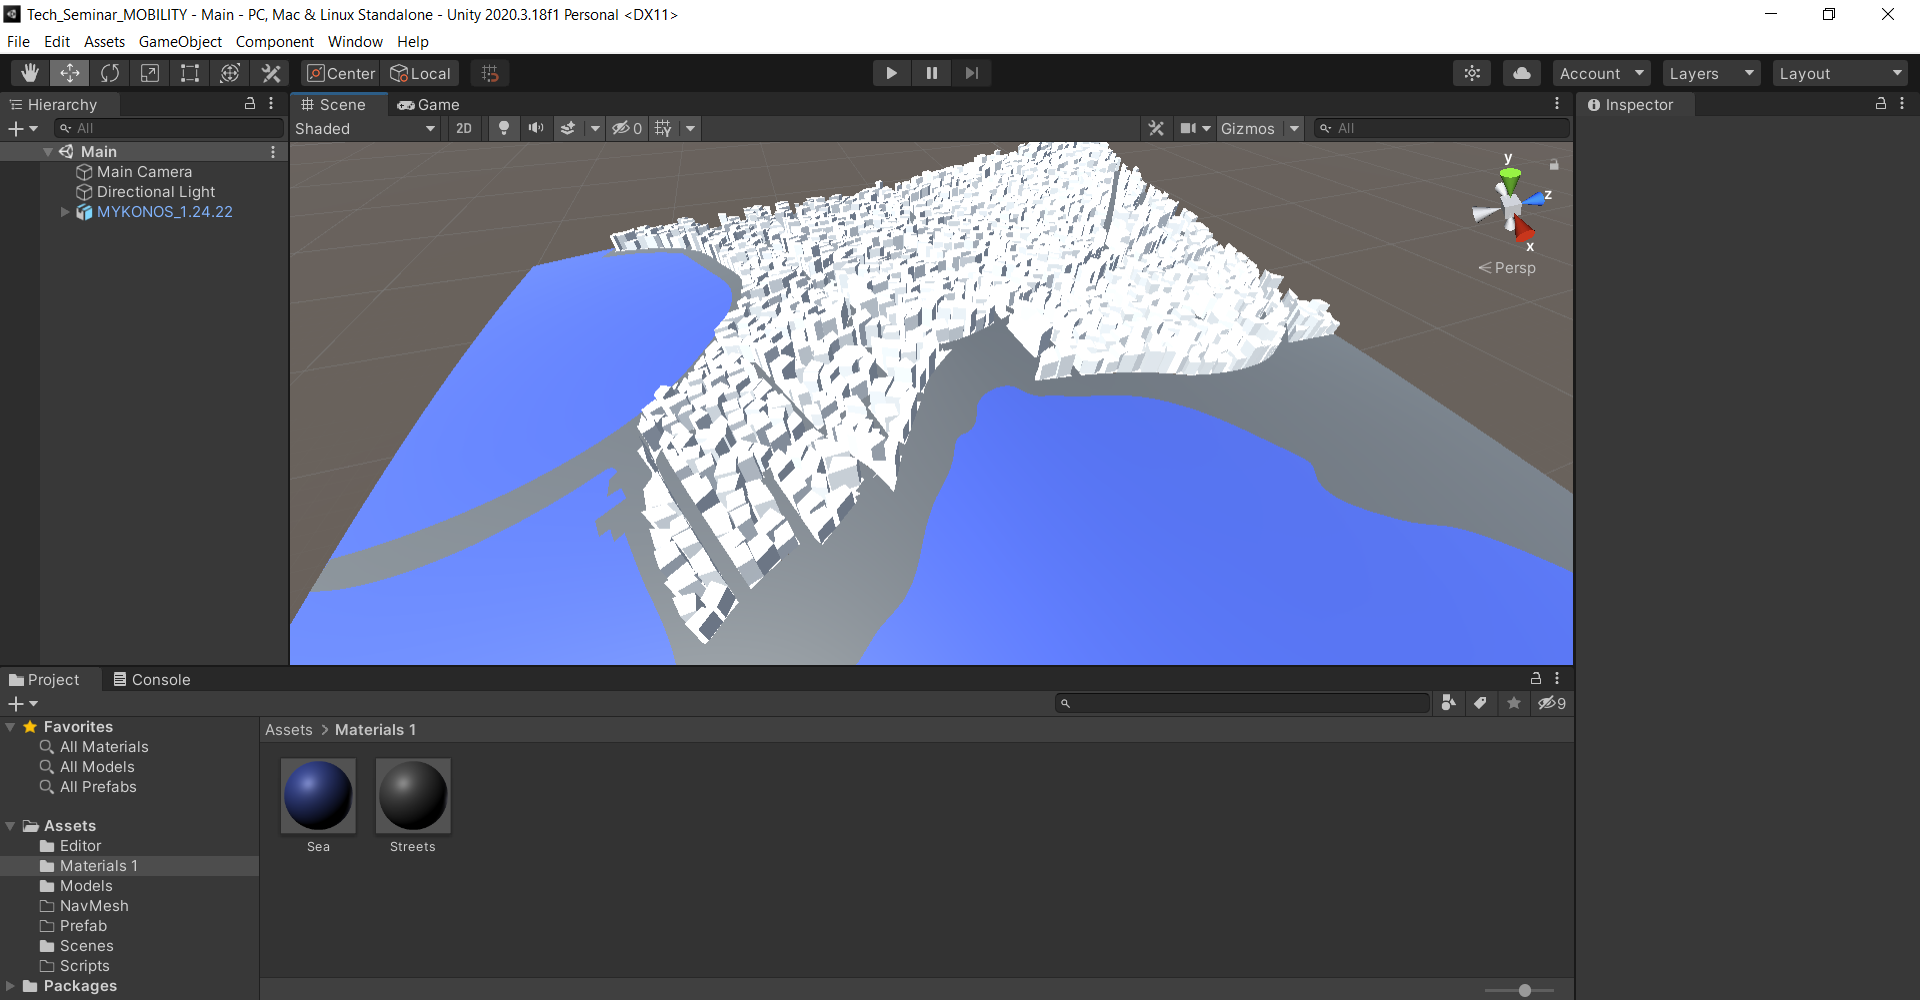 Tech_Seminar_MOBILITY - Main - PC, Mac & Linux Standalone - Unity 2020.3.18f1 Personal <DX11>
File Edit Assets GameObject Component Window Help
Center Local Account Layers Layout
Hierarchy
All
Main
Main Camera
Directional Light
MYKONOS_1.24.22
Scene Game
Shaded 2D 0 Gizmos All
y
z
x
Persp
Inspector
Project Console
9
Favorites
All Materials
All Models
All Prefabs
Assets
Editor
Materials 1
Models
NavMesh
Prefab
Scenes
Scripts
Packages
Assets > Materials 1
Sea Streets